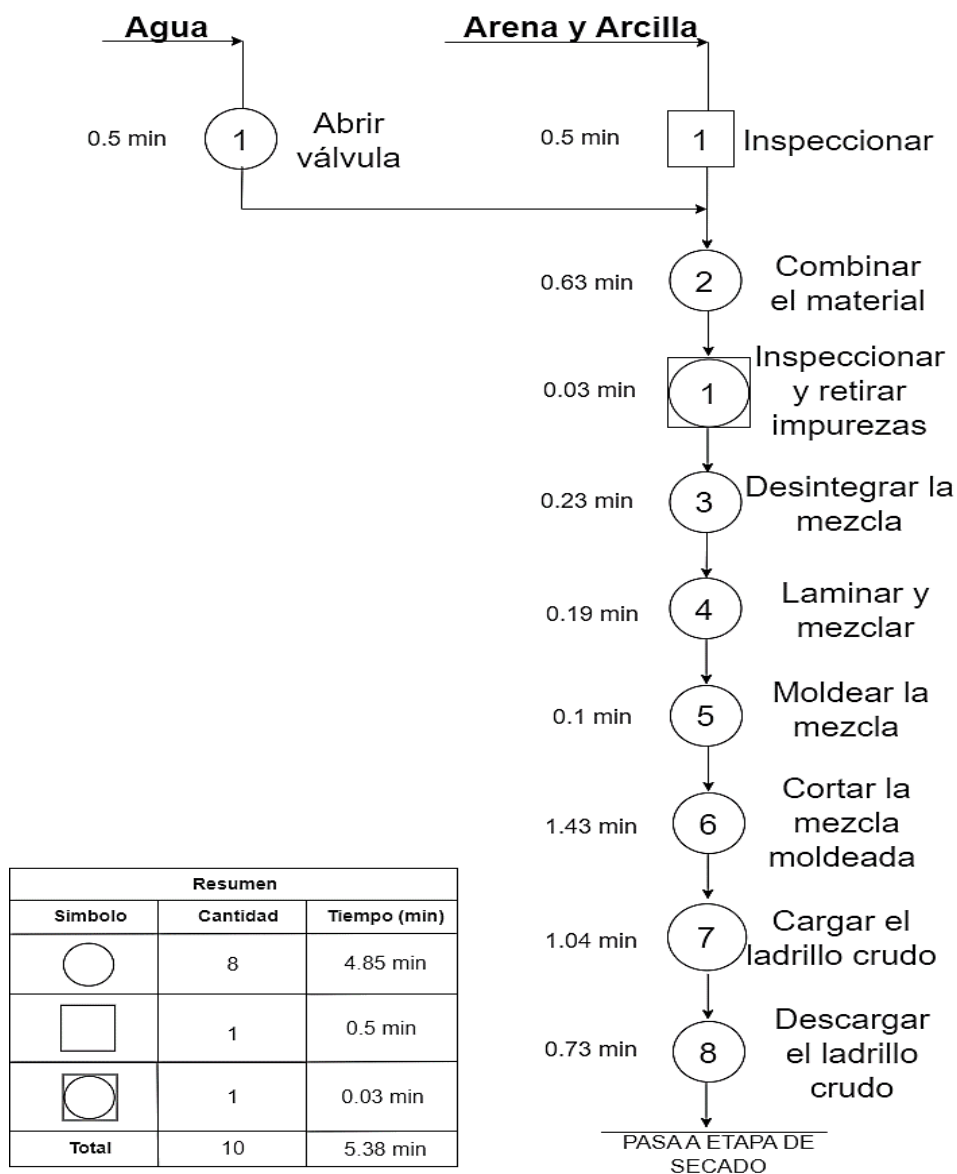 Agua
Arena y Arcilla
0.5 min
1
Abrir
válvula
0.5 min
1
Inspeccionar
0.63 min
2
Combinar
el material
0.03 min
1
Inspeccionar
y retirar
impurezas
0.23 min
3
Desintegrar la
mezcla
0.19 min
4
Laminar y
mezclar
0.1 min
5
Moldear la
mezcla
1.43 min
6
Cortar la
mezcla
moldeada
1.04 min
7
Cargar el
ladrillo crudo
0.73 min
8
Descargar
el ladrillo
crudo
PASA A ETAPA DE
SECADO
Resumen
Símbolo Cantidad Tiempo (min)
8 4.85 min
1 0.5 min
1 0.03 min
Total 10 5.38 min